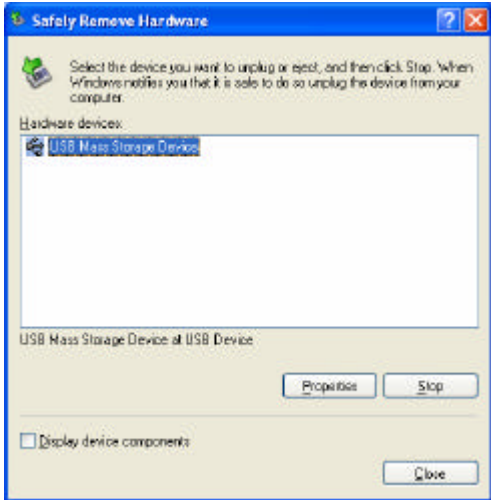 Safely Remove Hardware
Select the device you want to unplug or eject, and then click Stop. When
Windows notifies you that it is safe to do so unplug the device from your
computer.
Hardware devices:
USB Mass Storage Device
USB Mass Storage Device at USB Device
Properties
Stop
Display device components
Close